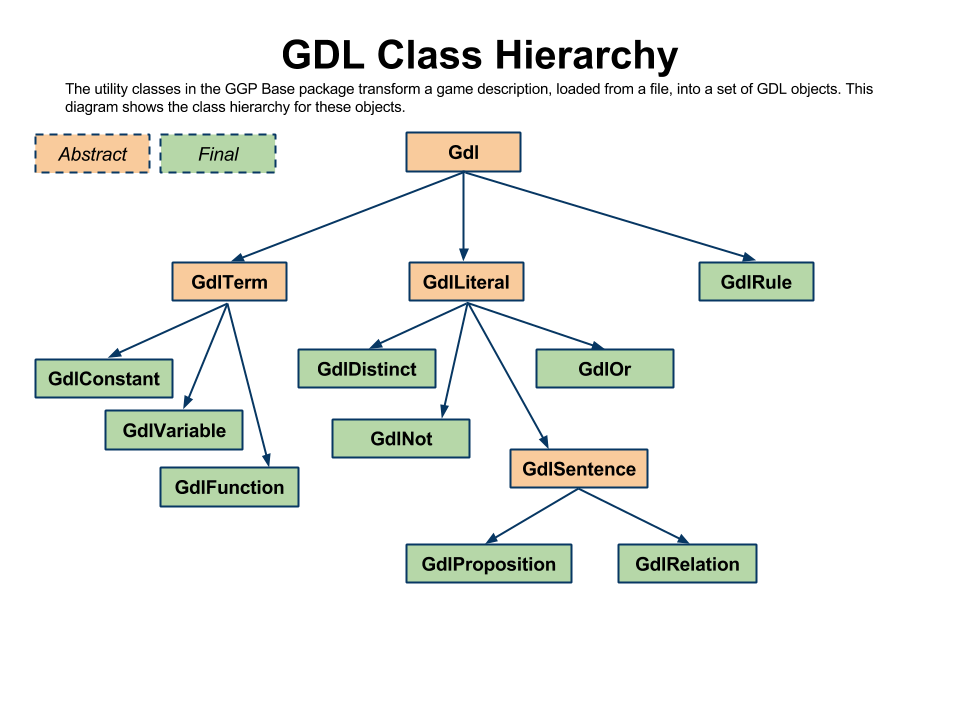 GDL Class Hierarchy
The utility classes in the GGP Base package transform a game description, loaded from a file, into a set of GDL objects. This
diagram shows the class hierarchy for these objects.
Abstract
Final
Gdl
GdlTerm
GdlLiteral
GdlRule
GdlConstant
GdlVariable
GdlFunction
GdlDistinct
GdlOr
GdlNot
GdlSentence
GdlProposition
GdlRelation